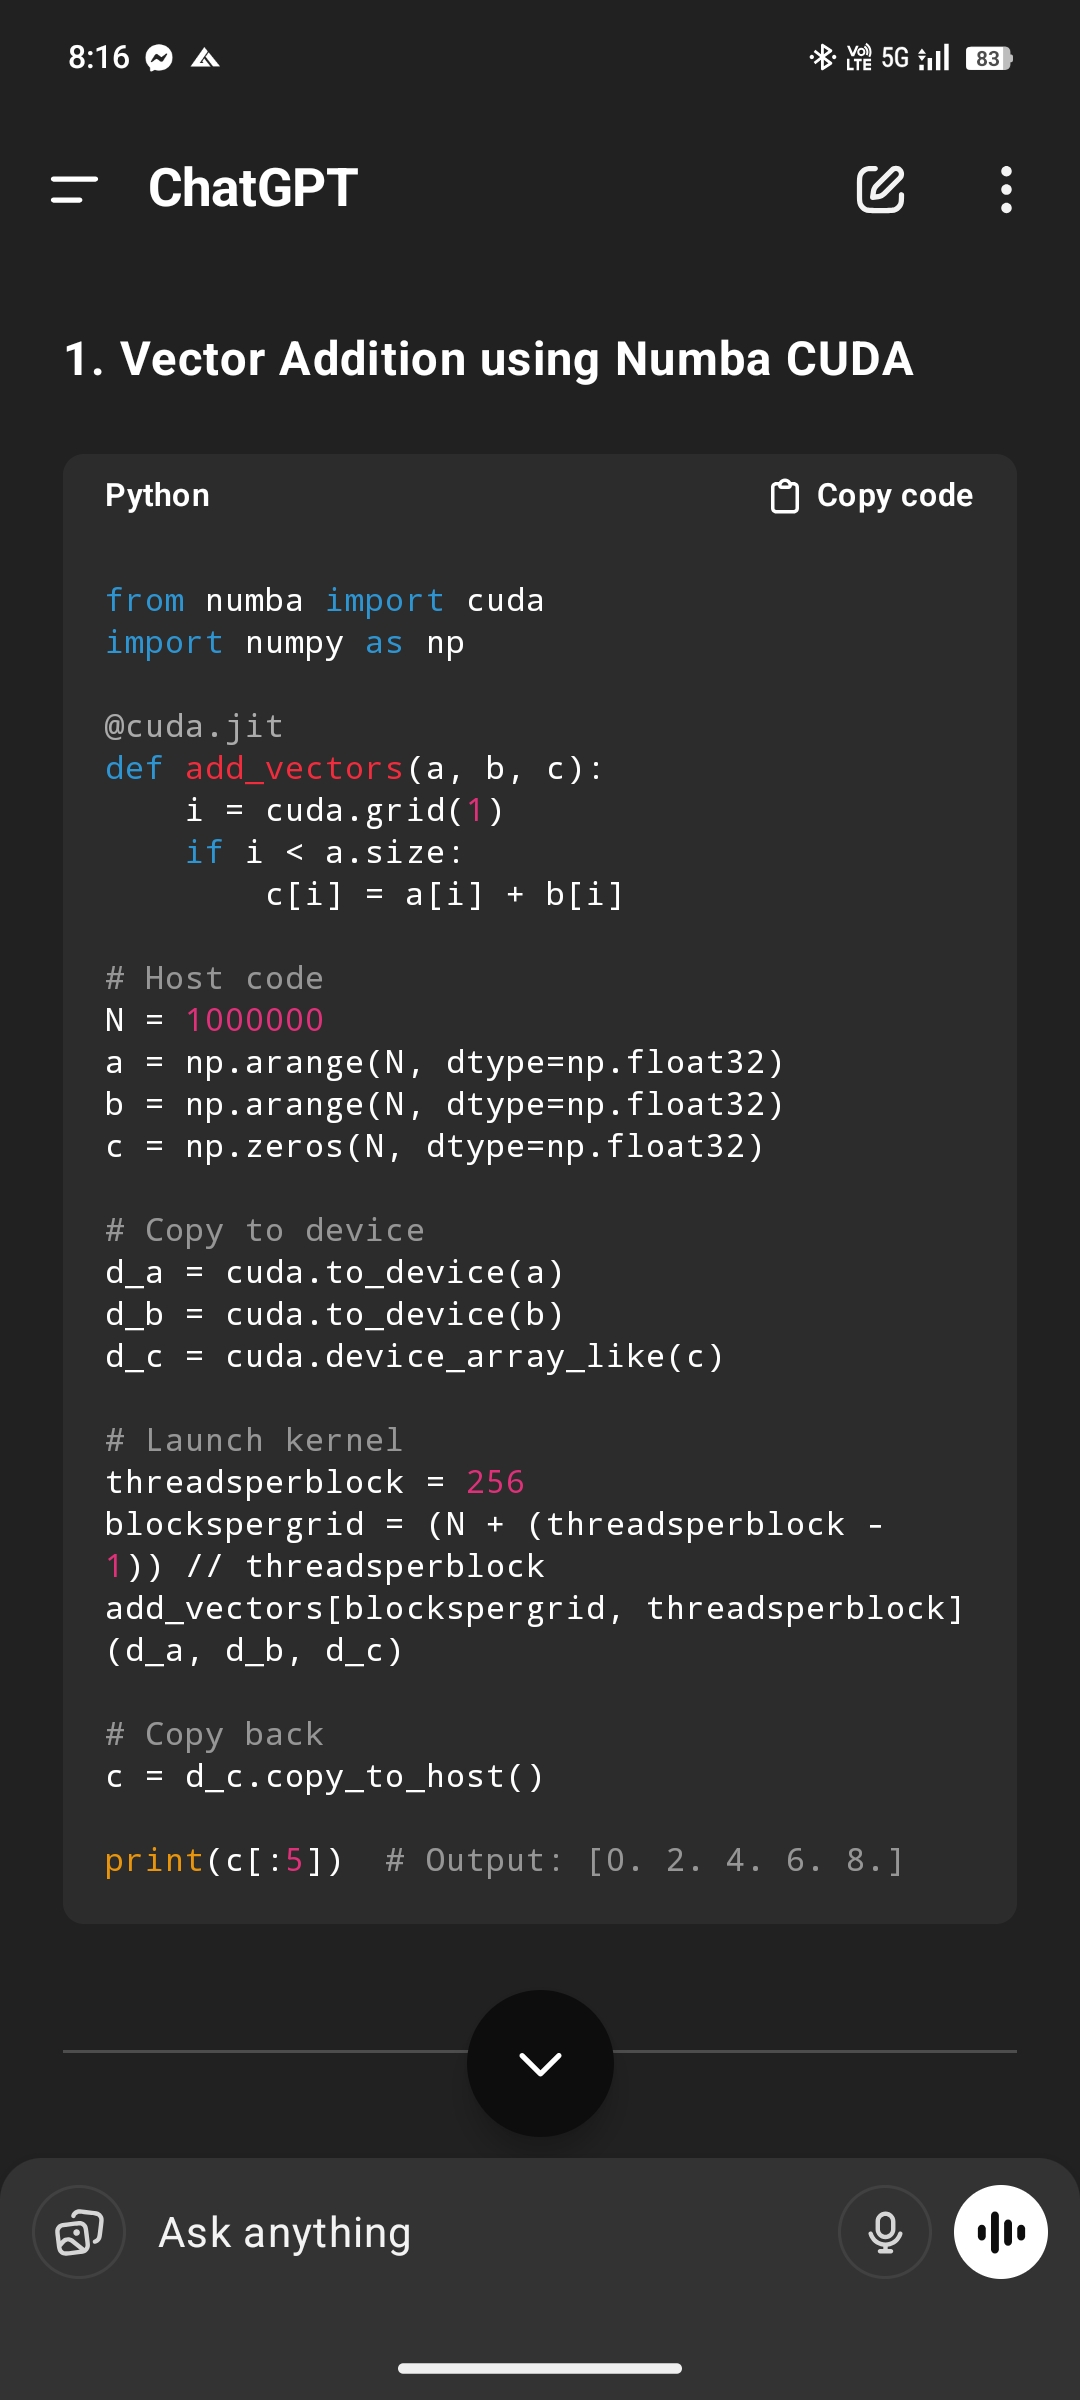 8:16
Vo)) LTE 5G 83
ChatGPT
1. Vector Addition using Numba CUDA
Python Copy code
from numba import cuda
import numpy as np
@cuda.jit
def add_vectors(a, b, c):
    i = cuda.grid(1)
    if i < a.size:
        c[i] = a[i] + b[i]
# Host code
N = 1000000
a = np.arange(N, dtype=np.float32)
b = np.arange(N, dtype=np.float32)
c = np.zeros(N, dtype=np.float32)
# Copy to device
d_a = cuda.to_device(a)
d_b = cuda.to_device(b)
d_c = cuda.device_array_like(c)
# Launch kernel
threadsperblock = 256
blockspergrid = (N + (threadsperblock -
1)) // threadsperblock
add_vectors[blockspergrid, threadsperblock]
(d_a, d_b, d_c)
# Copy back
c = d_c.copy_to_host()
print(c[:5])  # Output: [0. 2. 4. 6. 8.]
Ask anything